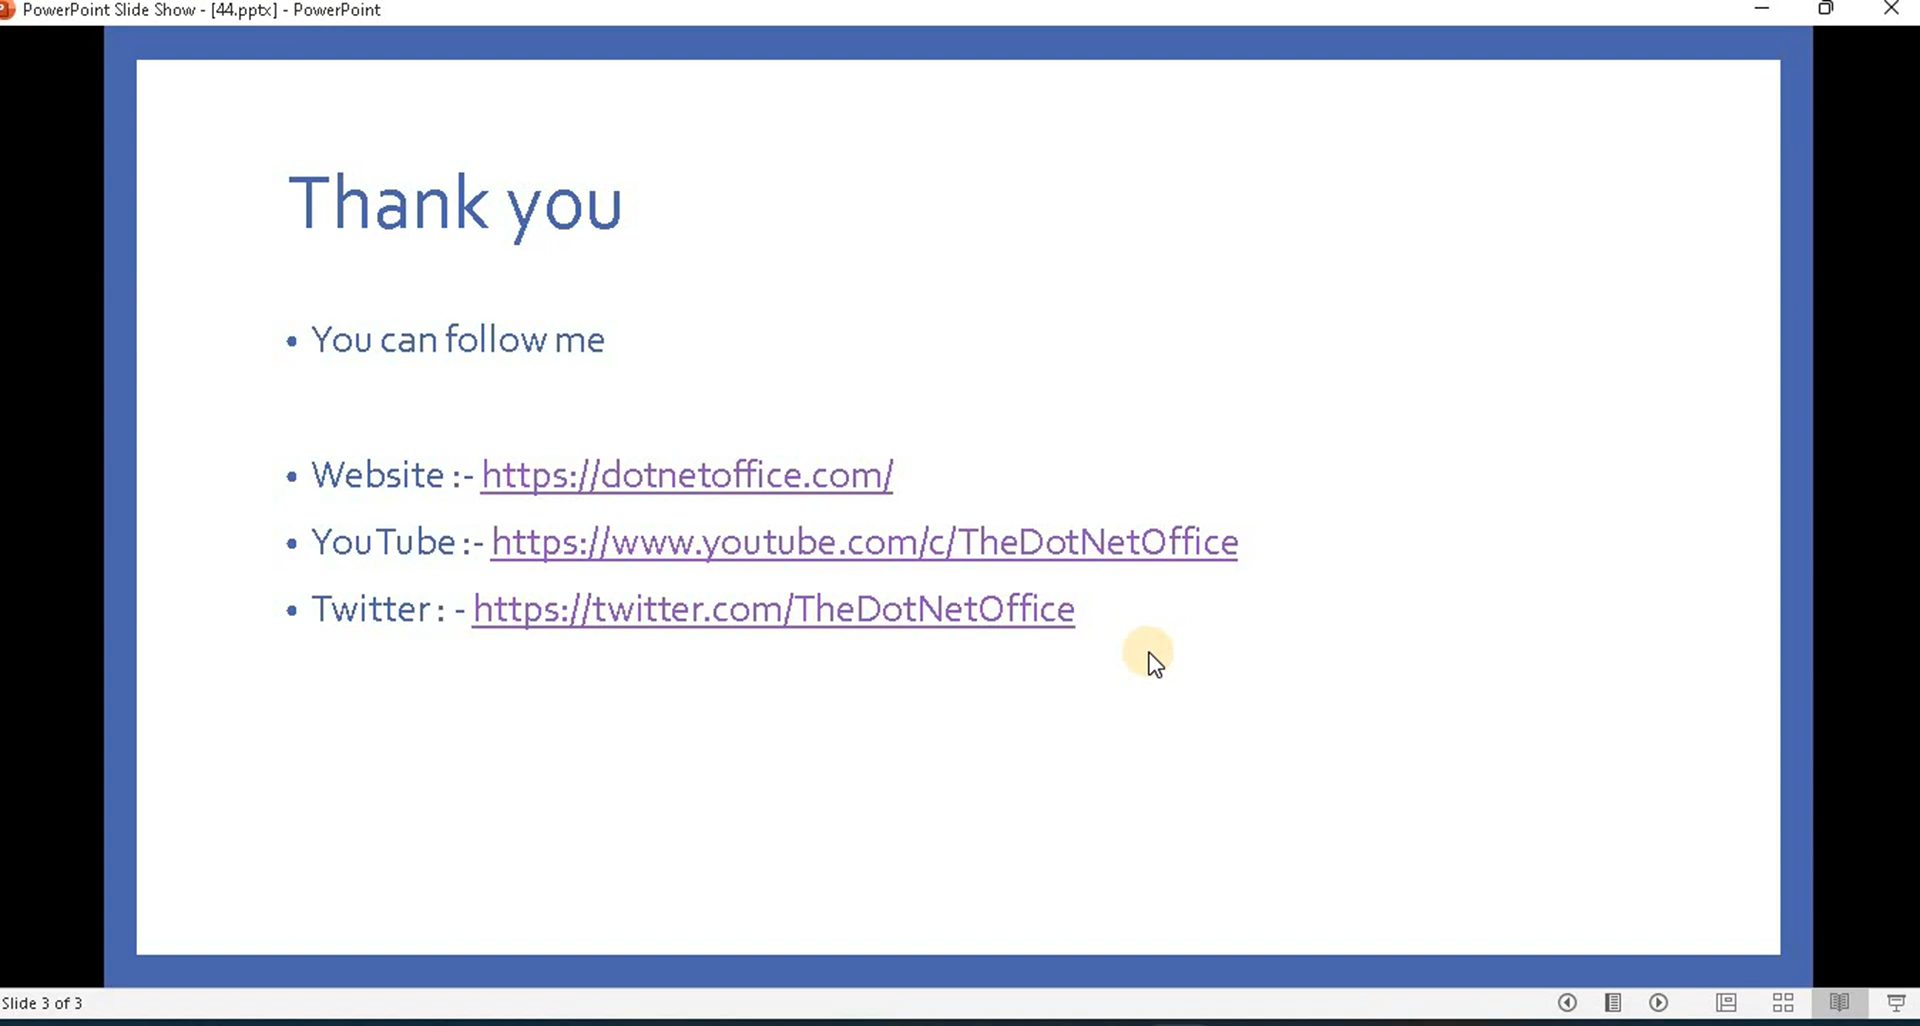 PowerPoint Slide Show - [44.pptx] - PowerPoint
Thank you
• You can follow me
• Website :- https://dotnetoffice.com/
• YouTube :- https://www.youtube.com/c/TheDotNetOffice
• Twitter : - https://twitter.com/TheDotNetOffice
Slide 3 of 3